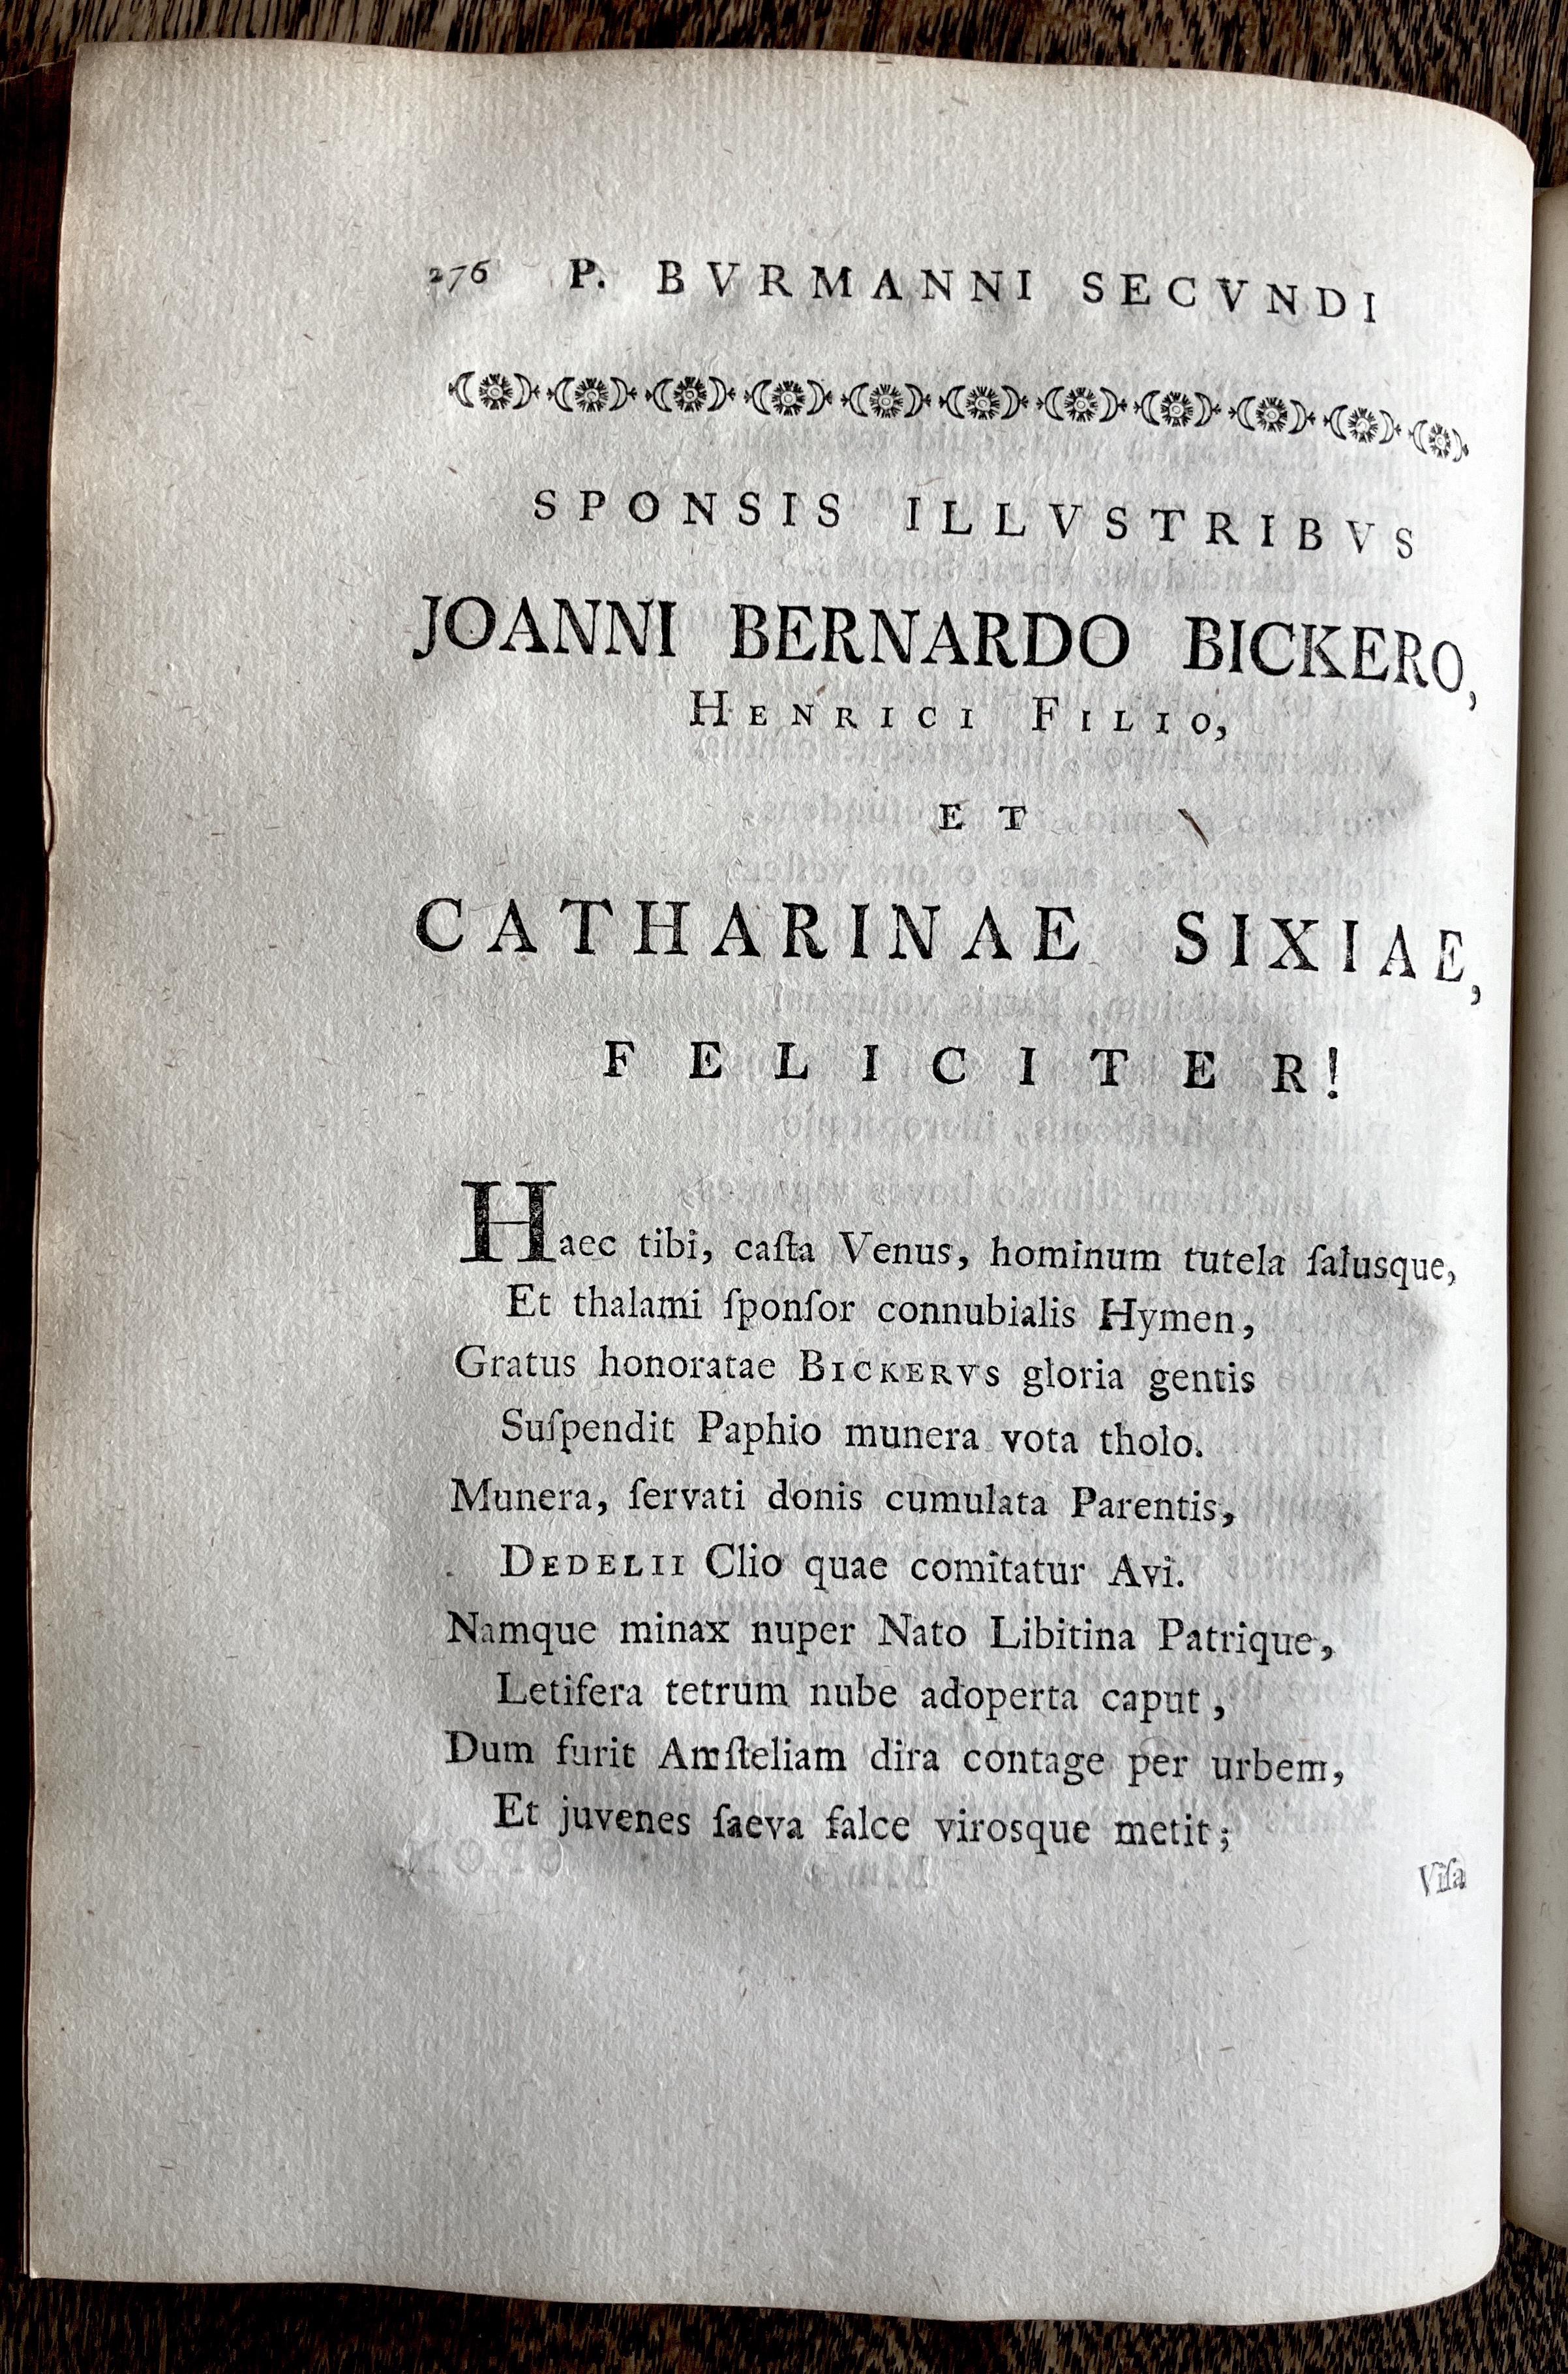 276 P. BVRMANNI SECVNDI
SPONSIS ILLVSTRIBVS
JOANNI BERNARDO BICKERO,
HENRICI FILIO,
ET
CATHARINAE SIXIAE,
FELICITER!
Haec tibi, caſta Venus, hominum tutela ſalusque,
Et thalami ſponſor connubialis Hymen,
Gratus honoratae BICKERVS gloria gentis
Suſpendit Paphio munera vota tholo.
Munera, ſervati donis cumulata Parentis,
DEDELII Clio quae comitatur Avi.
Namque minax nuper Nato Libitina Patrique,
Letifera tetrum nube adoperta caput,
Dum furit Amſteliam dira contage per urbem,
Et juvenes ſaeva falce virosque metit;
Viſa